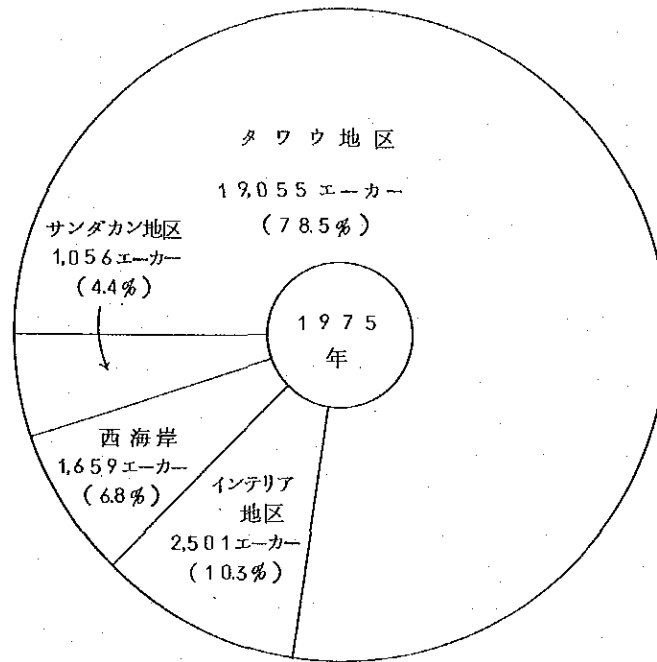 タワウ地区
19,055エーカー
(78.5%)
サンダカン地区
1,056エーカー
(4.4%)
1975
年
西海岸
1,659エーカー
(6.8%)
インテリア
地区
2,501エーカー
(10.3%)